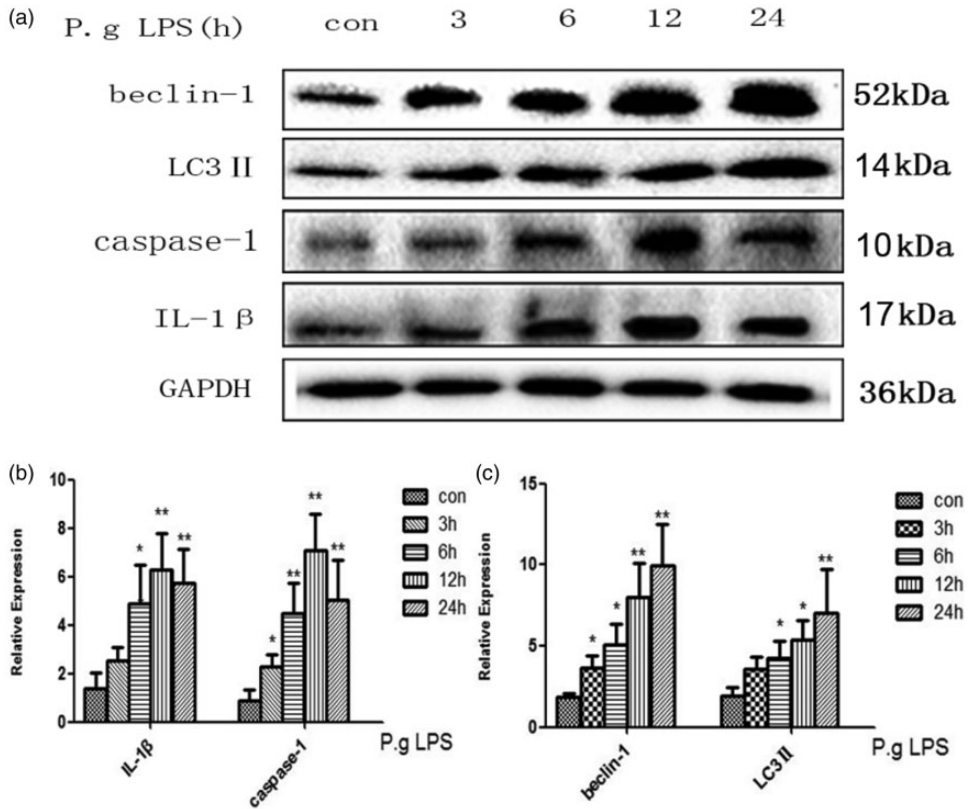 (a) P.g LPS(h) con 3 6 12 24
beclin-1 52kDa
LC3 II 14kDa
caspase-1 10kDa
IL-1 β 17kDa
GAPDH 36kDa
(b)
10
8
6
4
2
0
Relative Expression
* ** **
* ** ** **
con
3h
6h
12h
24h
IL-1β
caspase-1
P.g LPS
(c)
15
10
5
0
Relative Expression
* * ** **
* * **
con
3h
6h
12h
24h
beclin-1
LC3 II
P.g LPS